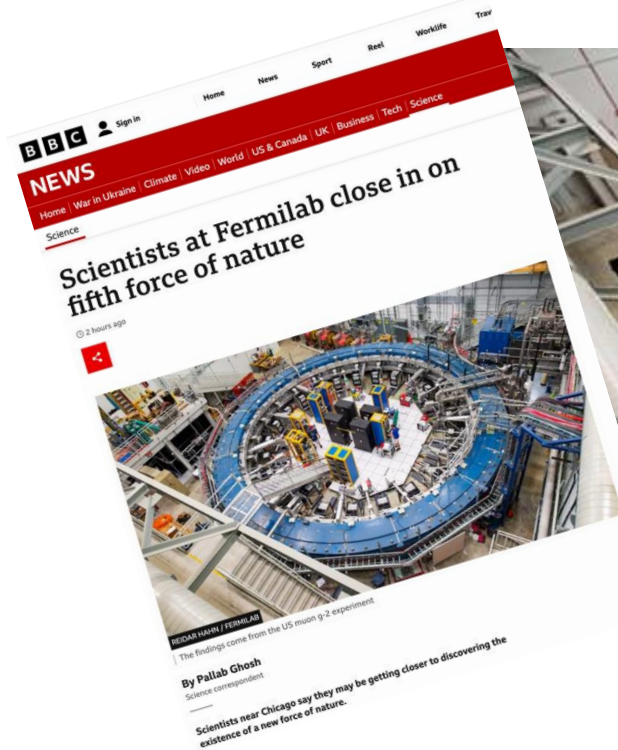 Home News Sport Reel Worklife Trav
BBC Sign in
NEWS
Home War in Ukraine Climate Video World US & Canada UK Business Tech Science
Science
Scientists at Fermilab close in on
fifth force of nature
2 hours ago
REIDAR HAHN / FERMILAB
The findings come from the US muon g-2 experiment
By Pallab Ghosh
Science correspondent
Scientists near Chicago say they may be getting closer to discovering the
existence of a new force of nature.